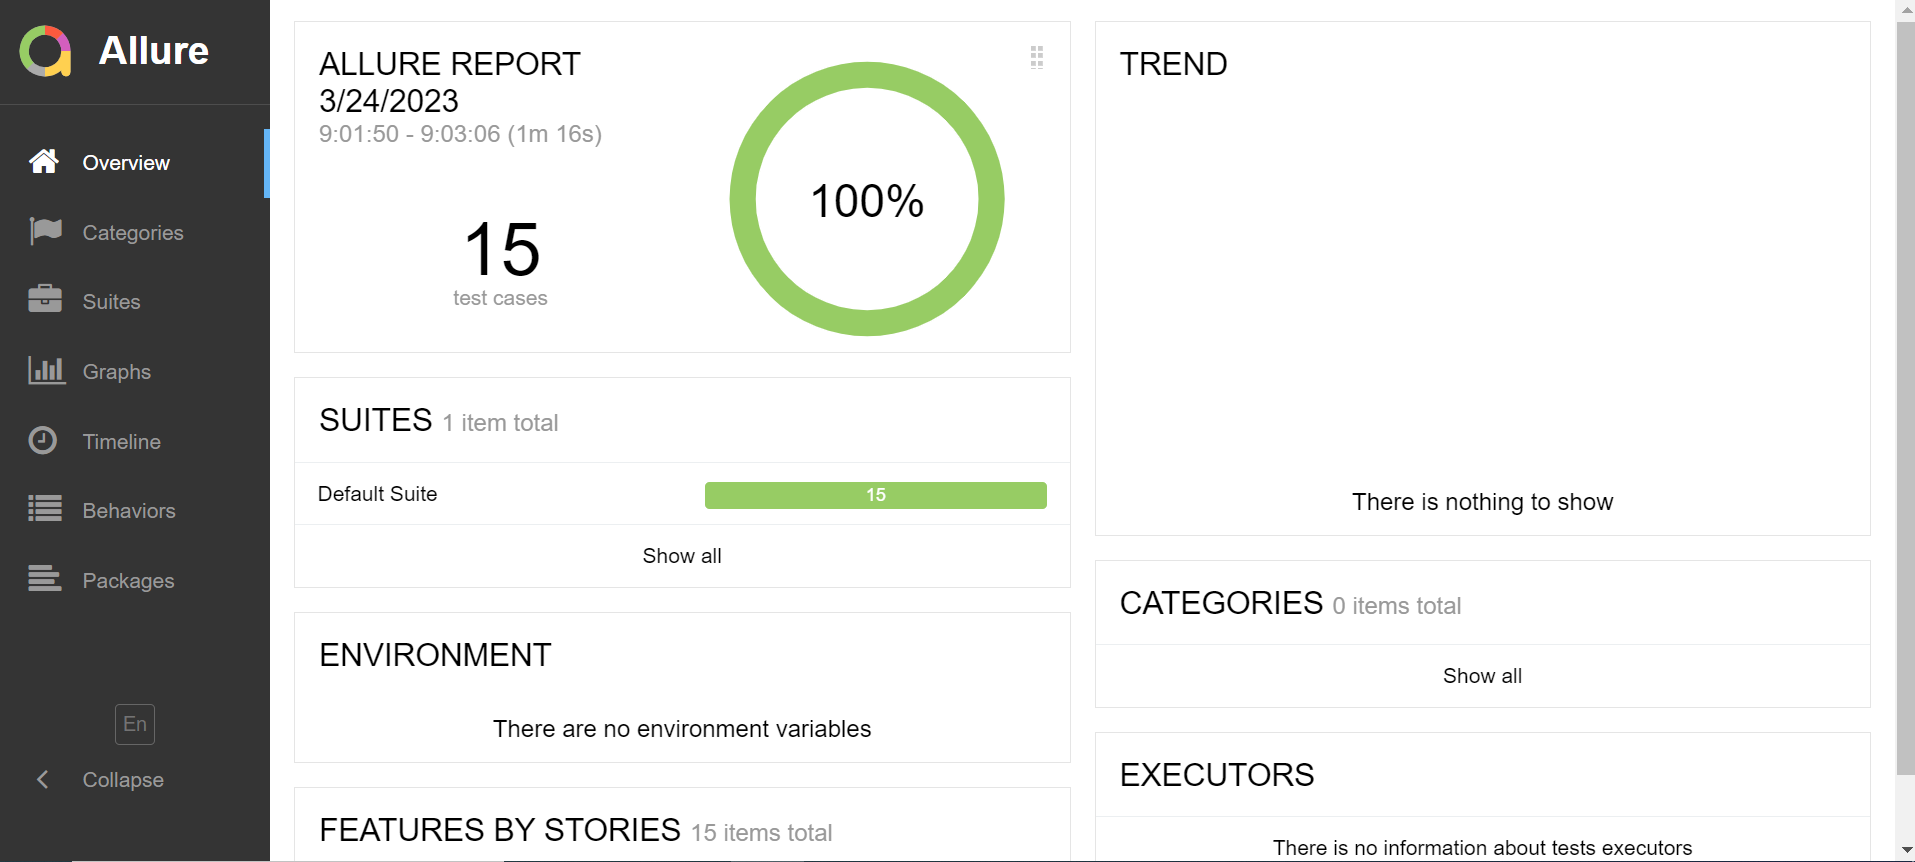 Allure
Overview
Categories
Suites
Graphs
Timeline
Behaviors
Packages
En
Collapse
ALLURE REPORT
3/24/2023
9:01:50 - 9:03:06 (1m 16s)
15
test cases
100%
SUITES 1 item total
Default Suite 15
Show all
ENVIRONMENT
There are no environment variables
FEATURES BY STORIES 15 items total
TREND
There is nothing to show
CATEGORIES 0 items total
Show all
EXECUTORS
There is no information about tests executors